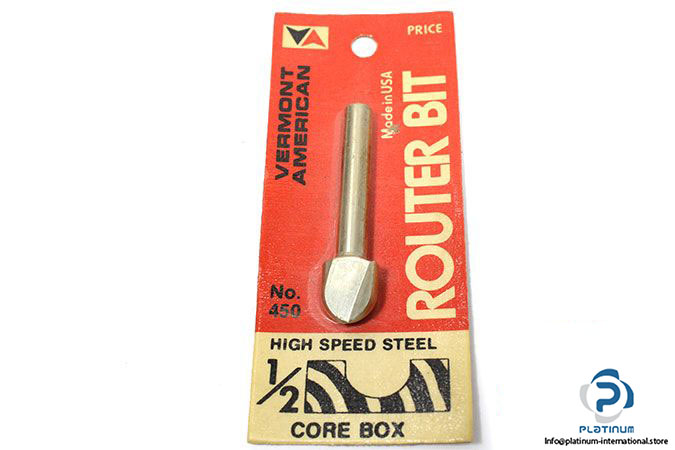 PRICE
VERMONT
AMERICAN
Made in USA
ROUTER BIT
No.
450
HIGH SPEED STEEL
1/2
CORE BOX
PLATINUM
info@platinum-international.store